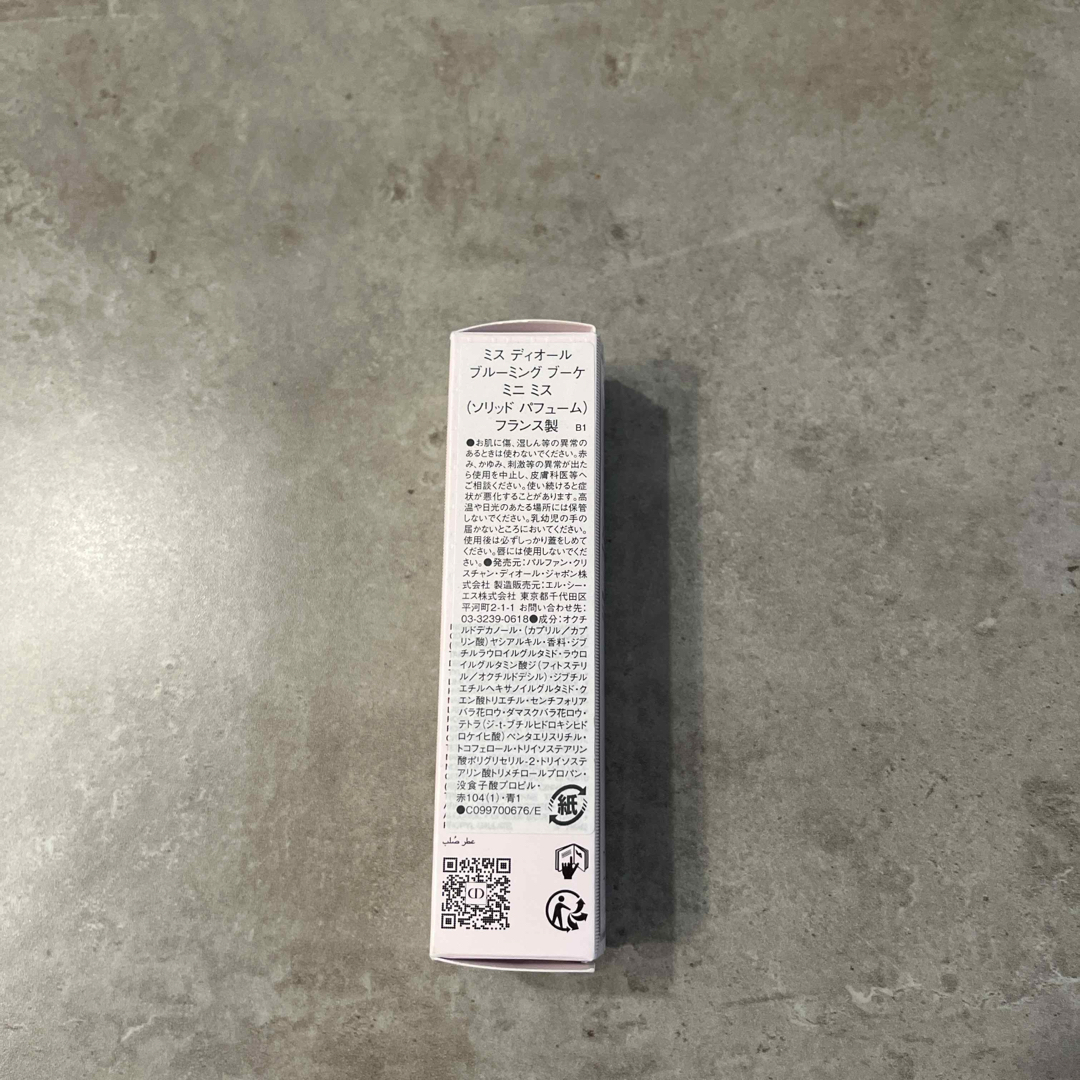 ミス ディオール
ブルーミング ブーケ
ミニ ミス
(ソリッド パフューム)
フランス製 B1
●お肌に傷、湿しん等の異常の
あるときは使わないでください。赤
み、かゆみ、刺激等の異常が出た
ら使用を中止し、皮膚科医等へ
ご相談ください。使い続けると症
状が悪化することがあります。高
温や日光のあたる場所には保管
しないでください。乳幼児の手の
届かないところにおいてください。
使用後は必ずしっかり蓋をしめて
ください。唇には使用しないでくだ
さい。●発売元:パルファン・クリ
スチャン・ディオール・ジャポン株
式会社 製造販売元:エル・シー・
エス株式会社 東京都千代田区
平河町2-1-1 お問い合わせ先:
03-3239-0618●成分:オクチ
ルドデカノール・(カプリル/カプ
リン酸)ヤシアルキル・香料・ジブ
チルラウロイルグルタミド・ラウロ
イルグルタミン酸ジ(フィトステリ
ル/オクチルドデシル)・ジブチル
エチルヘキサノイルグルタミド・ク
エン酸トリエチル・センチフォリア
バラ花ロウ・ダマスクバラ花ロウ・
テトラ(ジ-t-ブチルヒドロキシヒド
ロケイヒ酸)ペンタエリスリチル・
トコフェロール・トリイソステアリン
酸ポリグリセリル-2・トリイソステ
アリン酸トリメチロールプロパン・
没食子酸プロピル・
赤104(1)・青1
●C099700676/E
紙
عطر صُلب
CD